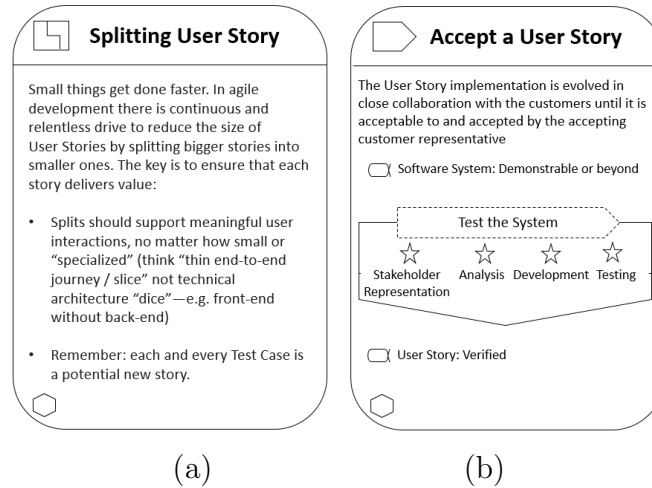 Splitting User Story
Small things get done faster. In agile
development there is continuous and
relentless drive to reduce the size of
User Stories by splitting bigger stories into
smaller ones. The key is to ensure that each
story delivers value:
• Splits should support meaningful user
interactions, no matter how small or
“specialized” (think “thin end-to-end
journey / slice” not technical
architecture “dice”—e.g. front-end
without back-end)
• Remember: each and every Test Case is
a potential new story.
(a)
Accept a User Story
The User Story implementation is evolved in
close collaboration with the customers until it is
acceptable to and accepted by the accepting
customer representative
Software System: Demonstrable or beyond
Test the System
Stakeholder Representation
Analysis
Development
Testing
User Story: Verified
(b)